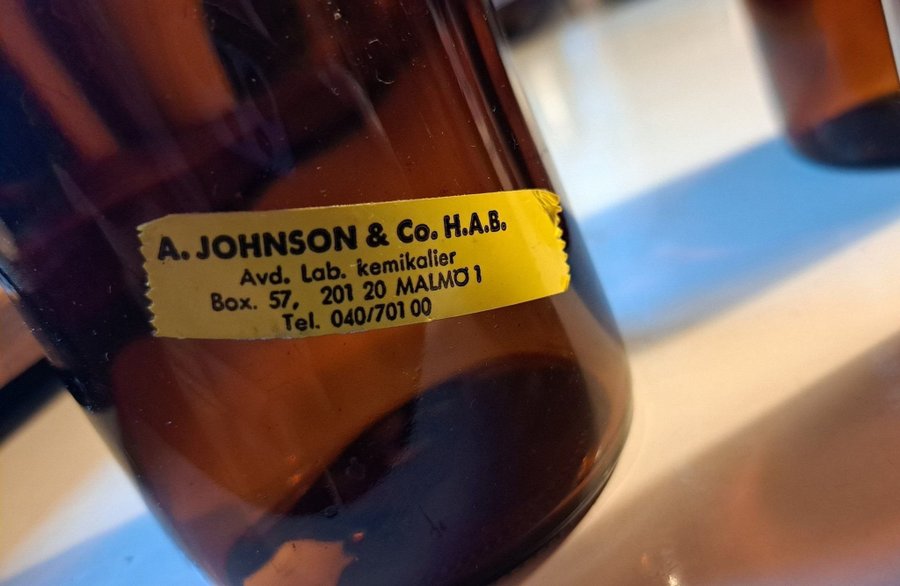 A. JOHNSON & Co. H.A.B.
Avd. Lab. kemikalier
Box. 57, 201 20 MALMÖ 1
Tel. 040/701 00